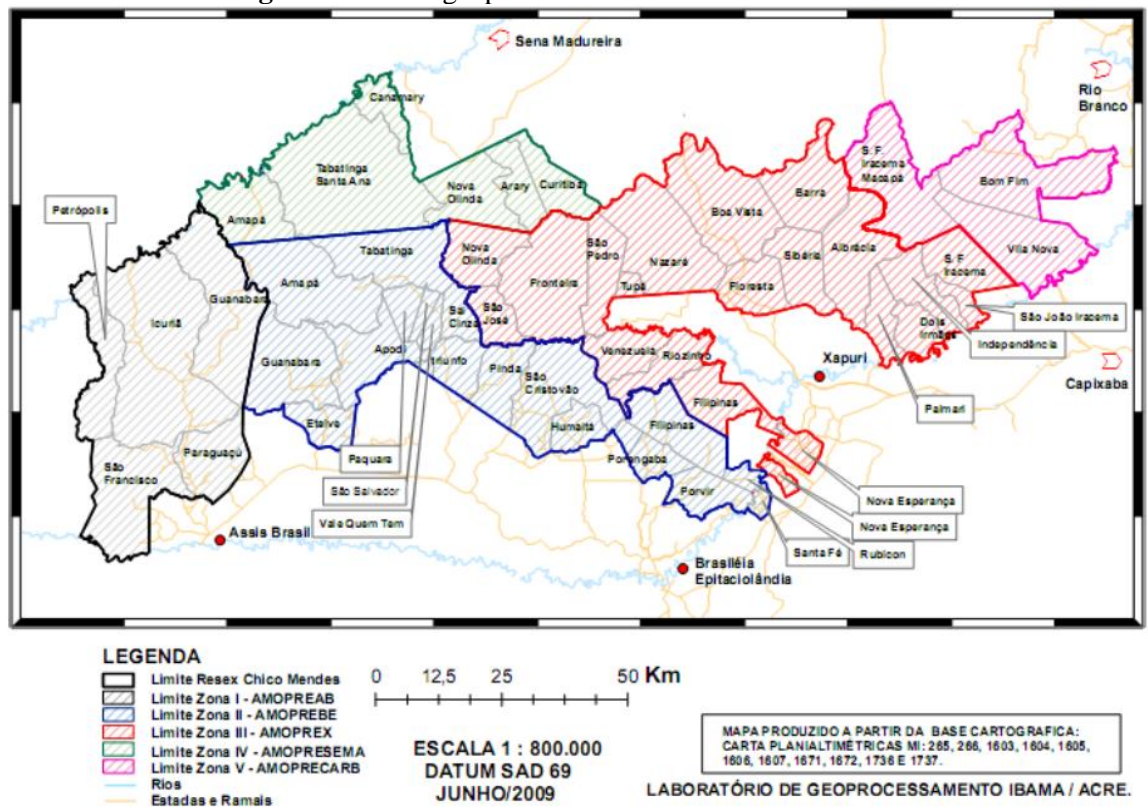 Sena Madureira
Rio
Branco
Canamary
S. F.
Iracema
Macapá
Tabatinga
Santa Ana
Nova
Olinda
Arary
Curitiba
Barra
Bom Fim
Petrópolis
Amapá
Boa Vista
Tabatinga
Nova
Olinda
São
Pedro
Nazaré
Sibéria
Albrácia
Vila Nova
S. F
Iracema
Amapá
Guanabara
Fronteira
Tupá
Floresta
Icuriã
São
José
Sai
Cinza
Dois
Irmãos
São João Iracema
Independência
Guanabara
Apodi
triunfo
Pinda
São
Cristovão
Venezuela
Riozinho
Xapuri
Capixaba
Filipinas
Palmari
Etelvo
Humaitá
Filipinas
Paraguaçú
São
Francisco
Paquara
Porongaba
Porvir
São Salvador
Nova Esperança
Vale Quem Tem
Nova Esperança
Assis Brasil
Santa Fé
Rubicon
Brasiléia
Epitaciolândia
LEGENDA
Limite Resex Chico Mendes
Limite Zona I - AMOPREAB
Limite Zona II - AMOPREBE
Limite Zona III - AMOPREX
Limite Zona IV - AMOPRESEMA
Limite Zona V - AMOPRECARB
Rios
Estadas e Ramais
0 12,5 25 50 Km
ESCALA 1 : 800.000
DATUM SAD 69
JUNHO/2009
MAPA PRODUZIDO A PARTIR DA BASE CARTOGRAFICA:
CARTA PLANIALTIMÉTRICAS MI: 265, 266, 1603, 1604, 1605,
1606, 1607, 1671, 1672, 1736 E 1737.
LABORATÓRIO DE GEOPROCESSAMENTO IBAMA / ACRE.